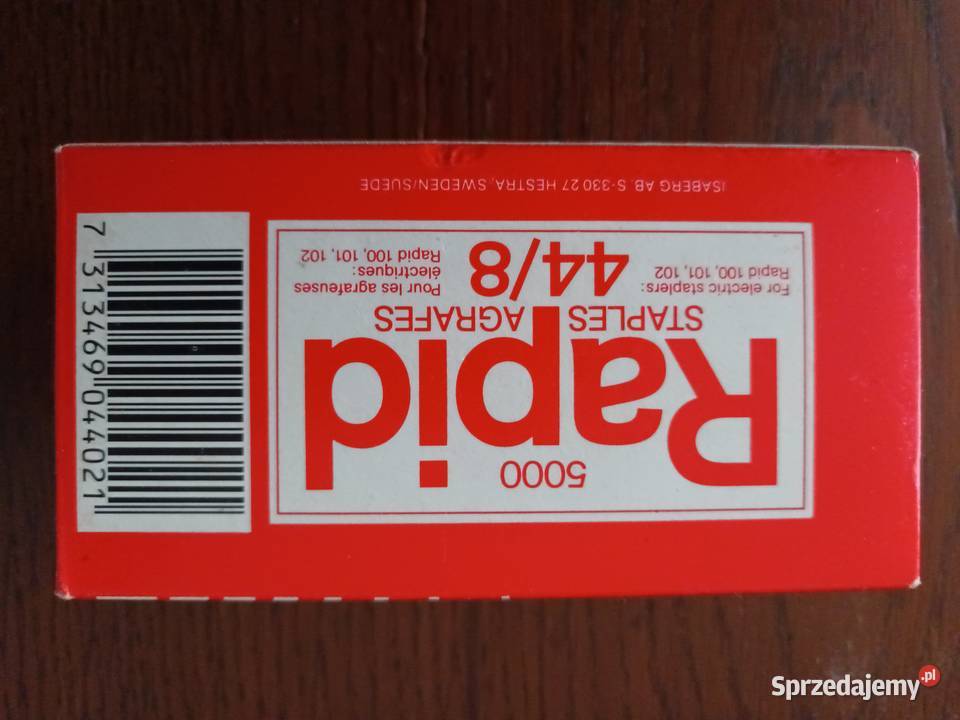 5000
Rapid
STAPLES AGRAFES
For electric staplers:
Rapid 100, 101, 102
44/8
Pour les agrafeuses
électriques:
Rapid 100, 101, 102
ISABERG AB. S-330 27 HESTRA, SWEDEN/SUEDE
7 313469 044021
Sprzedajemy.pl